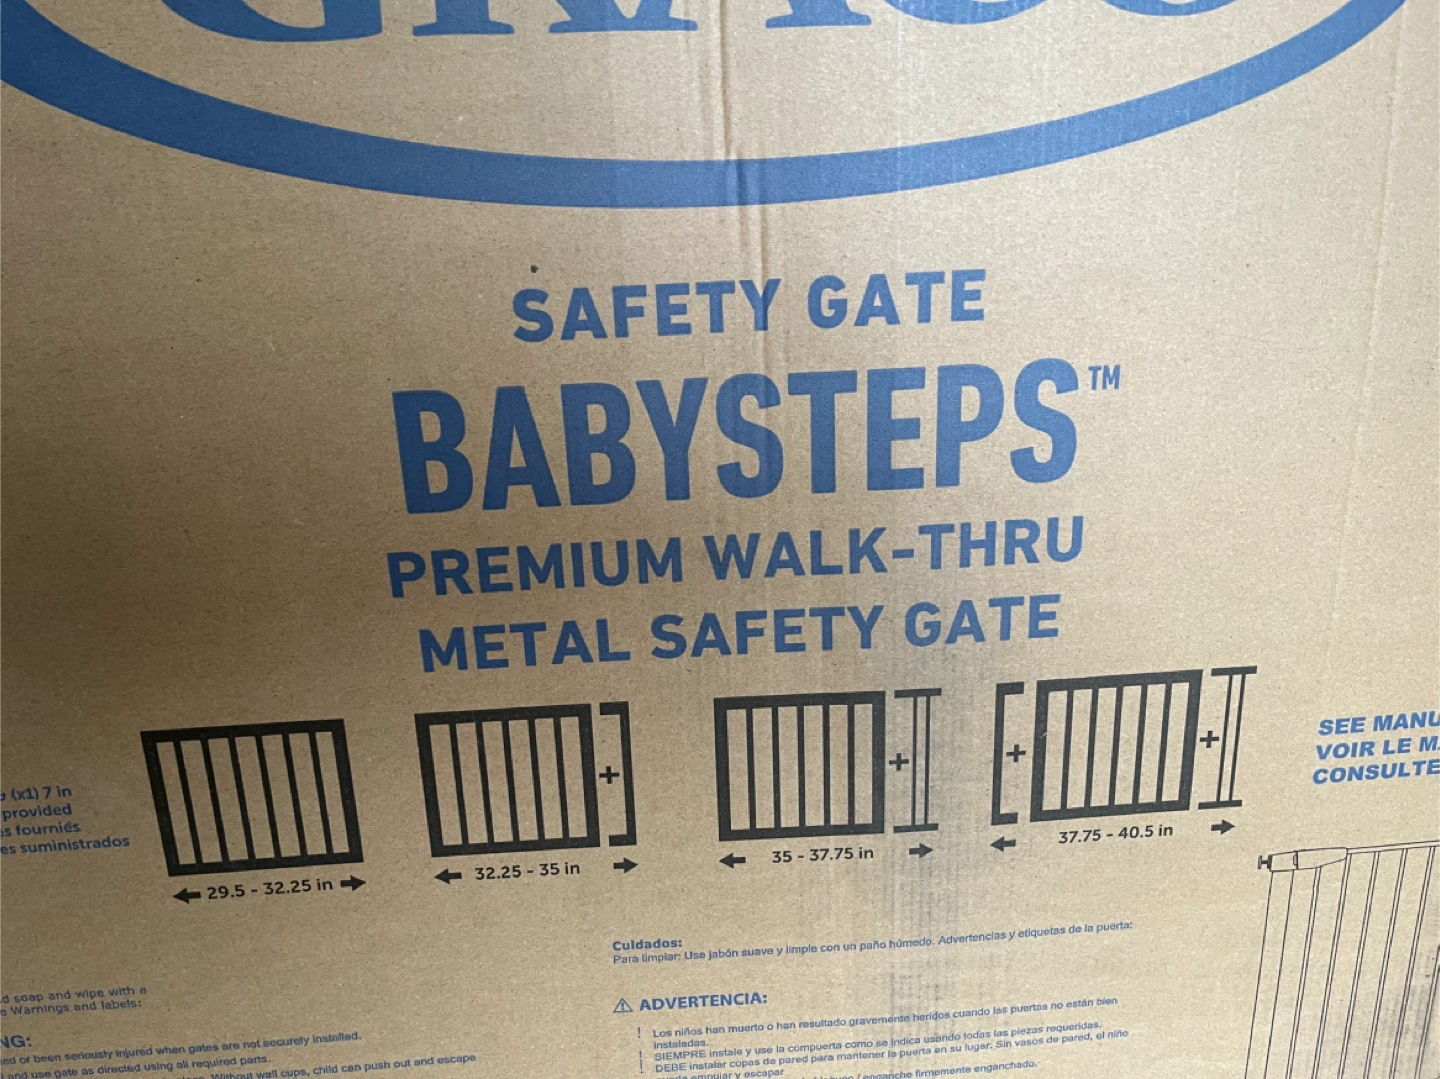 SAFETY GATE
BABYSTEPS™
PREMIUM WALK-THRU
METAL SAFETY GATE
29.5 - 32.25 in
+
32.25 - 35 in
+
35 - 37.75 in
+ +
37.75 - 40.5 in
(x1) 7 in
provided
fournies
suministrados
SEE
VOIR LE
CONSULTE
soap and wipe with a
Warnings and labels:
or been seriously injured when gates are not securely installed.
and use gate as directed using all required parts.
Without wall cups, child can push out and escape
Cuidados:
Para limpiar: Use jabón suave y limpie con un paño húmedo. Advertencias y etiquetas de la puerta:
⚠ ADVERTENCIA:
! Los niños han muerto o han resultado gravemente heridos cuando las puertas no están bien
instaladas.
! SIEMPRE instale y use la compuerta como se indica usando todas las piezas requeridas.
! DEBE instalar copas de pared para mantener la puerta en su lugar. Sin vasos de pared, el niño
empujar y escapar
enganche firmemente enganchado.